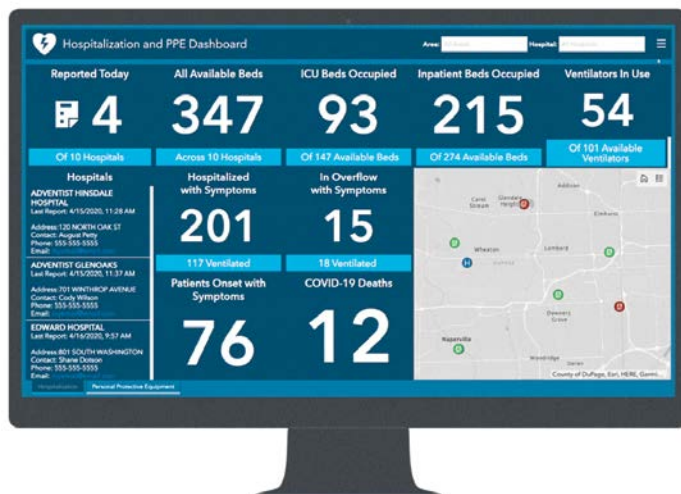 Hospitalization and PPE Dashboard
Area:
Hospital:
Reported Today
4
Of 10 Hospitals
All Available Beds
347
Across 10 Hospitals
ICU Beds Occupied
93
Of 147 Available Beds
Inpatient Beds Occupied
215
Of 274 Available Beds
Ventilators In Use
54
Of 101 Available
Ventilators
Hospitals
ADVENTIST HINSDALE
HOSPITAL
Last Report: 4/15/2020, 11:28 AM
Address:120 NORTH OAK ST
Contact: August Petty
Phone: 555-555-5555
Email:
ADVENTIST GLENOAKS
Last Report: 4/15/2020, 11:37 AM
Address:701 WINTHROP AVENUE
Contact: Cody Wilson
Phone: 555-555-5555
Email:
EDWARD HOSPITAL
Last Report: 4/16/2020, 9:57 AM
Address:801 SOUTH WASHINGTON
Contact: Shane Dotson
Phone: 555-555-5555
Email:
Hospitalized
with Symptoms
201
117 Ventilated
In Overflow
with Symptoms
15
18 Ventilated
Patients Onset with
Symptoms
76
COVID-19 Deaths
12
Addison
Carol
Stream
Glendale
Heights
Elmhurst
Wheaton
Lombard
Downers
Grove
Naperville
Woodridge
Darien
County of DuPage, Esri, HERE, Garmi...
Hospitalization
Personal Protective Equipment